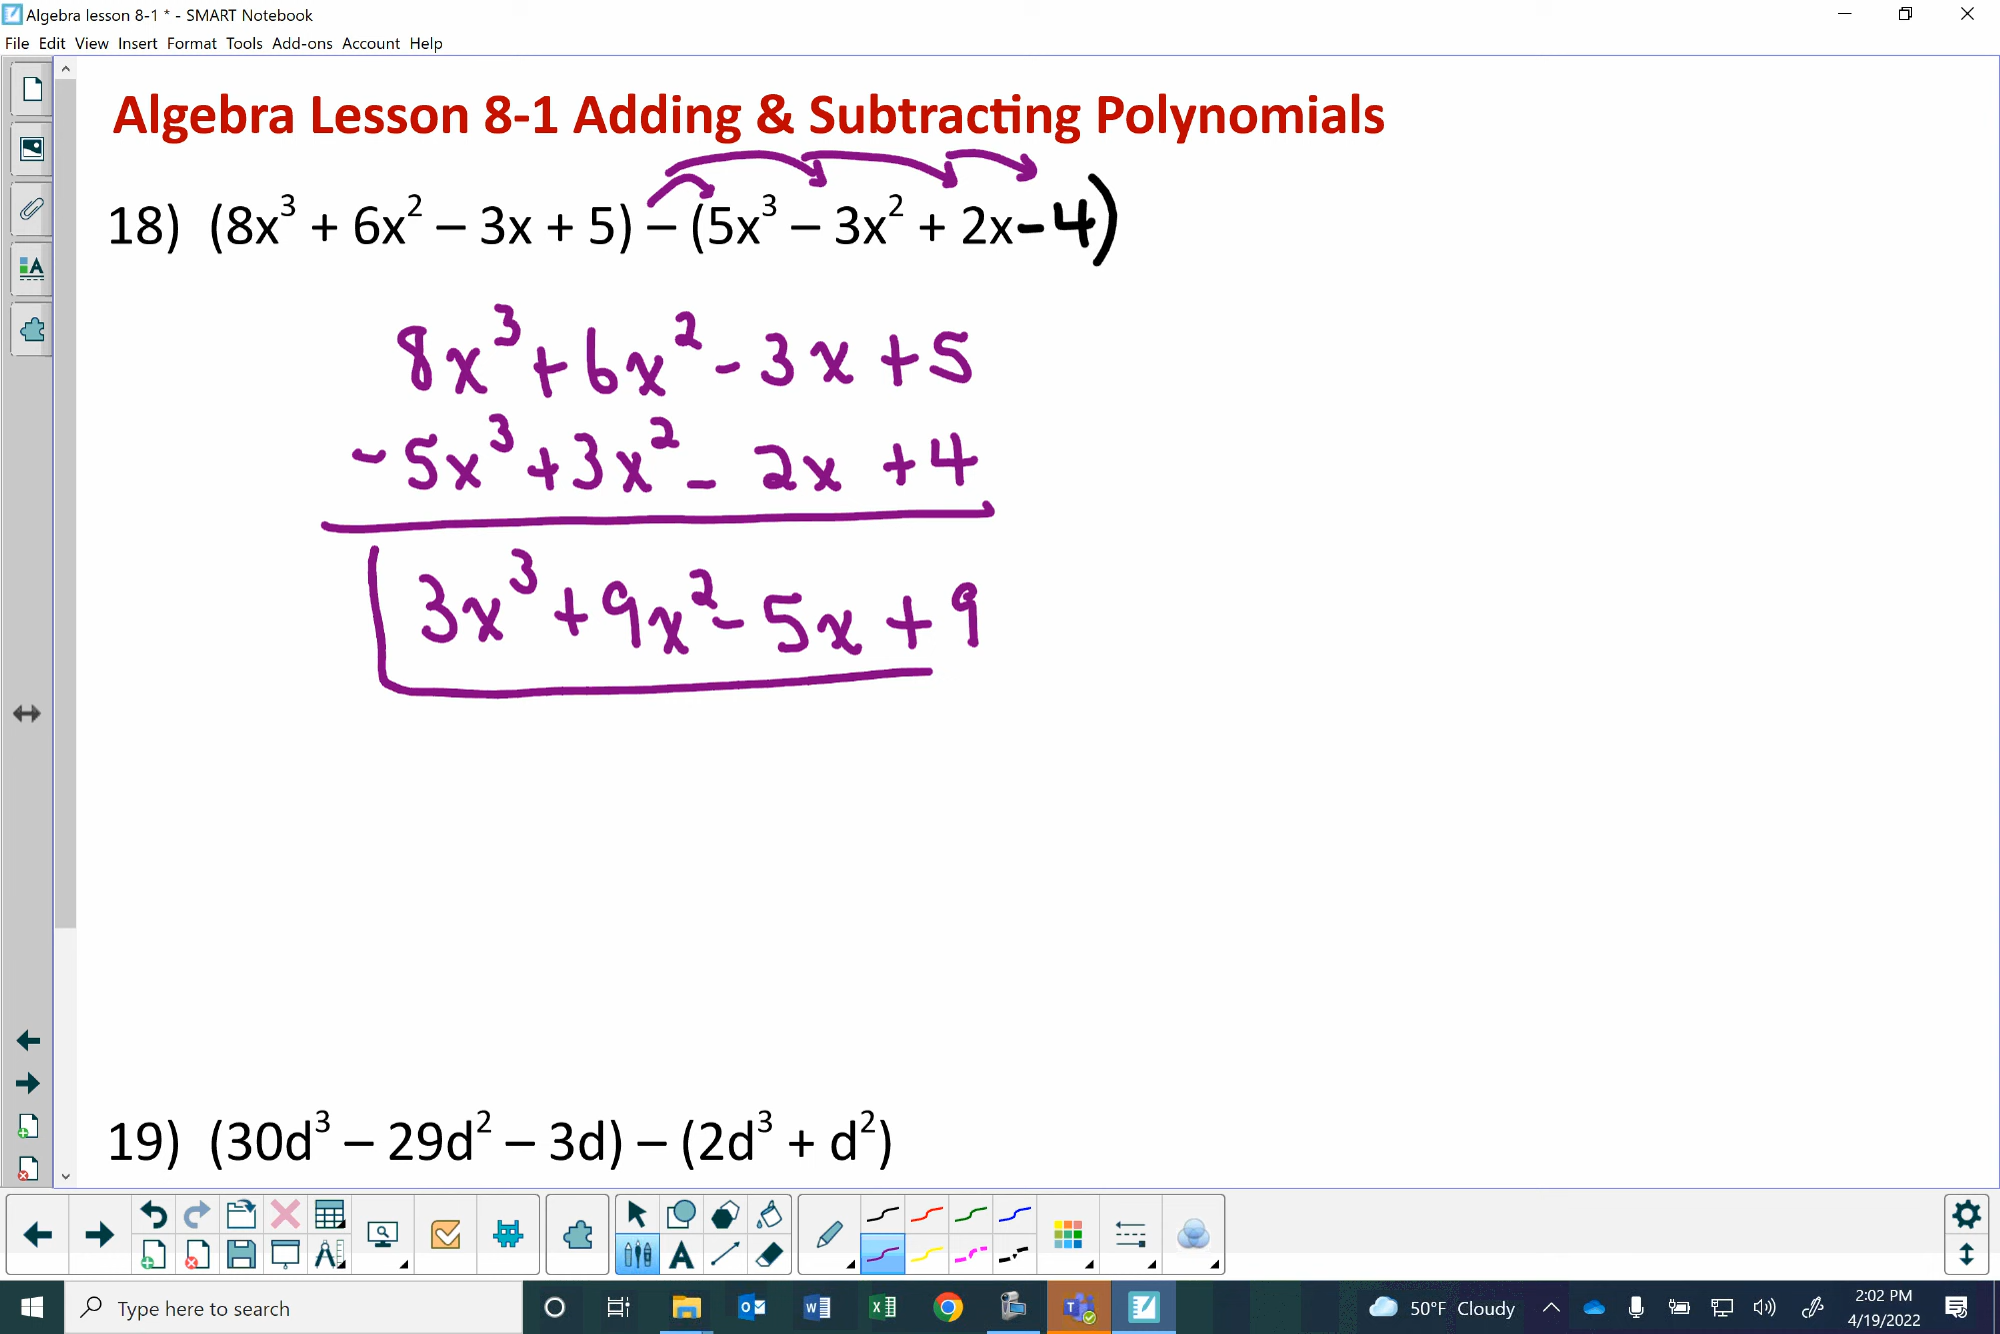 Algebra lesson 8-1 * - SMART Notebook
File Edit View Insert Format Tools Add-ons Account Help
Algebra Lesson 8-1 Adding & Subtracting Polynomials
18) (8x³ + 6x² – 3x + 5) – (5x³ – 3x² + 2x - 4)
8x³ + 6x² - 3x + 5
- 5x³ + 3x² - 2x + 4
3x³ + 9x² - 5x + 9
19) (30d³ – 29d² – 3d) – (2d³ + d²)
Type here to search
50°F Cloudy
2:02 PM
4/19/2022